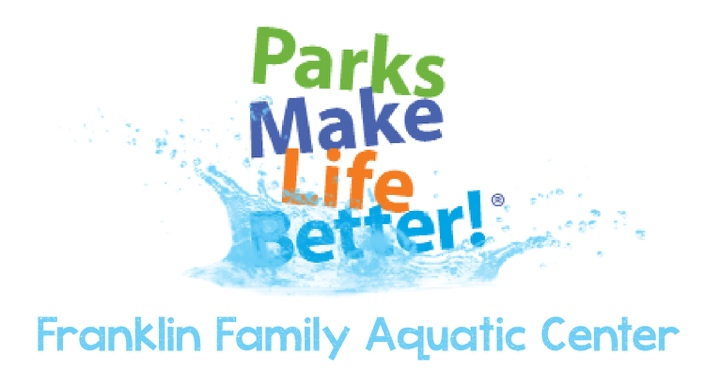 Parks
Make
Life
Better!®
Franklin Family Aquatic Center